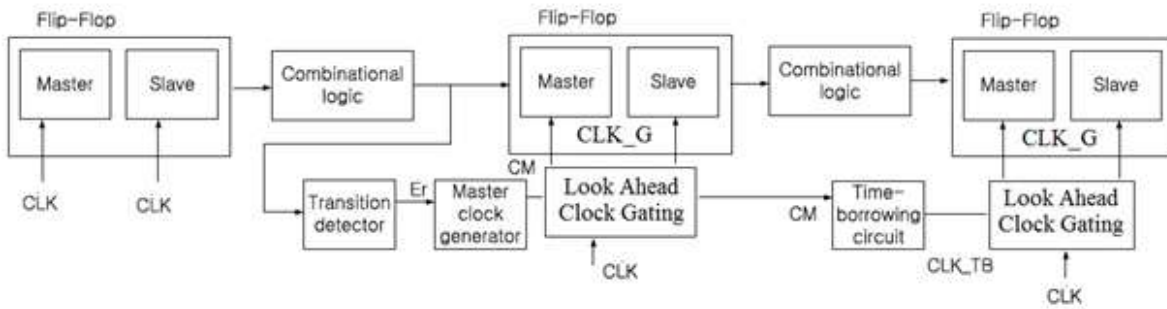 Flip-Flop
Flip-Flop
Flip-Flop
Master
Slave
Combinational
logic
Master
Slave
Combinational
logic
Master
Slave
CLK_G
CLK_G
CLK
CLK
CM
Er
Transition
detector
Master
clock
generator
Look Ahead
Clock Gating
CM
Time-
borrowing
circuit
Look Ahead
Clock Gating
CLK
CLK_TB
CLK